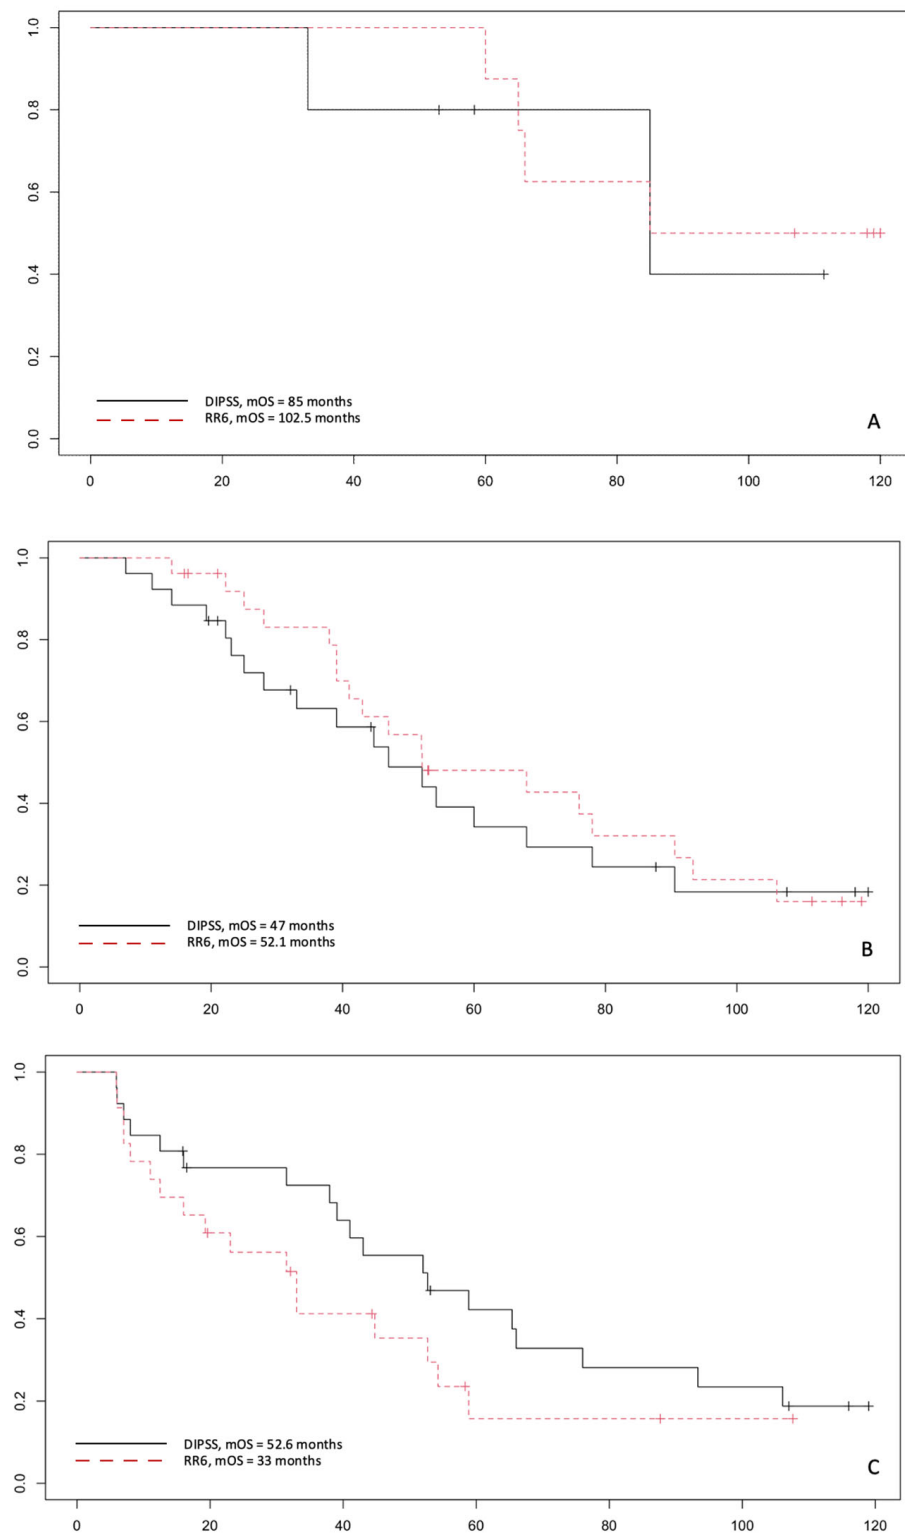 1.0
0.8
0.6
0.4
0.2
0.0
DIPSS, mOS = 85 months
RR6, mOS = 102.5 months
A
0 20 40 60 80 100 120
1.0
0.8
0.6
0.4
0.2
0.0
DIPSS, mOS = 47 months
RR6, mOS = 52.1 months
B
0 20 40 60 80 100 120
1.0
0.8
0.6
0.4
0.2
0.0
DIPSS, mOS = 52.6 months
RR6, mOS = 33 months
C
0 20 40 60 80 100 120